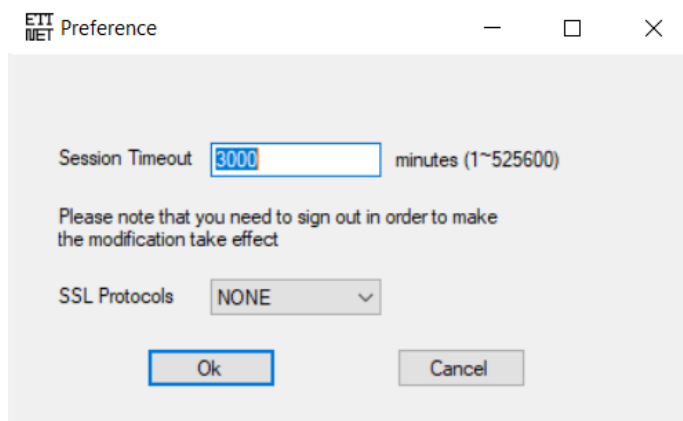 ETT
NET Preference
Session Timeout 3000 minutes (1~525600)
Please note that you need to sign out in order to make
the modification take effect
SSL Protocols NONE
Ok Cancel